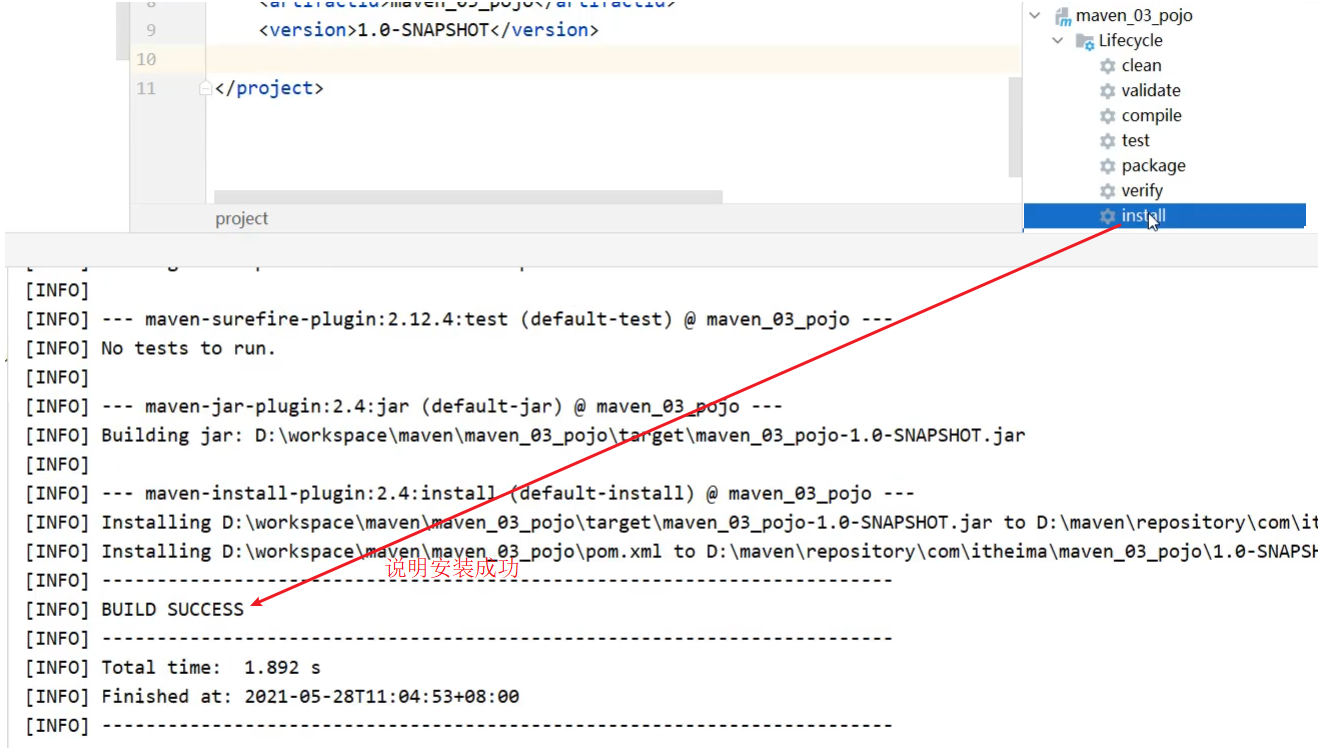 8 <artifactId>maven_03_pojo</artifactId>
9 <version>1.0-SNAPSHOT</version>
10
11 </project>
project
maven_03_pojo
Lifecycle
clean
validate
compile
test
package
verify
install
[INFO]
[INFO] --- maven-surefire-plugin:2.12.4:test (default-test) @ maven_03_pojo ---
[INFO] No tests to run.
[INFO]
[INFO] --- maven-jar-plugin:2.4:jar (default-jar) @ maven_03_pojo ---
[INFO] Building jar: D:\workspace\maven\maven_03_pojo\target\maven_03_pojo-1.0-SNAPSHOT.jar
[INFO]
[INFO] --- maven-install-plugin:2.4:install (default-install) @ maven_03_pojo ---
[INFO] Installing D:\workspace\maven\maven_03_pojo\target\maven_03_pojo-1.0-SNAPSHOT.jar to D:\maven\repository\com\it
[INFO] Installing D:\workspace\maven\maven_03_pojo\pom.xml to D:\maven\repository\com\itheima\maven_03_pojo\1.0-SNAPSH
说明安装成功
[INFO] ------------------------------------------------------------------------
[INFO] BUILD SUCCESS
[INFO] ------------------------------------------------------------------------
[INFO] Total time:  1.892 s
[INFO] Finished at: 2021-05-28T11:04:53+08:00
[INFO] ------------------------------------------------------------------------